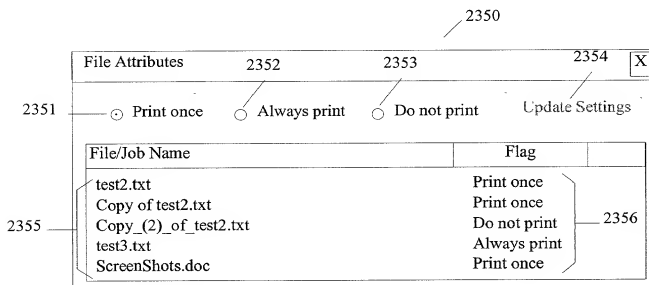 2350
File Attributes
2352
2353
2354
X
2351
Print once
Always print
Do not print
Update Settings
File/Job Name
Flag
test2.txt
Print once
Copy of test2.txt
Print once
Copy_(2)_of_test2.txt
Do not print
test3.txt
Always print
ScreenShots.doc
Print once
2355
2356